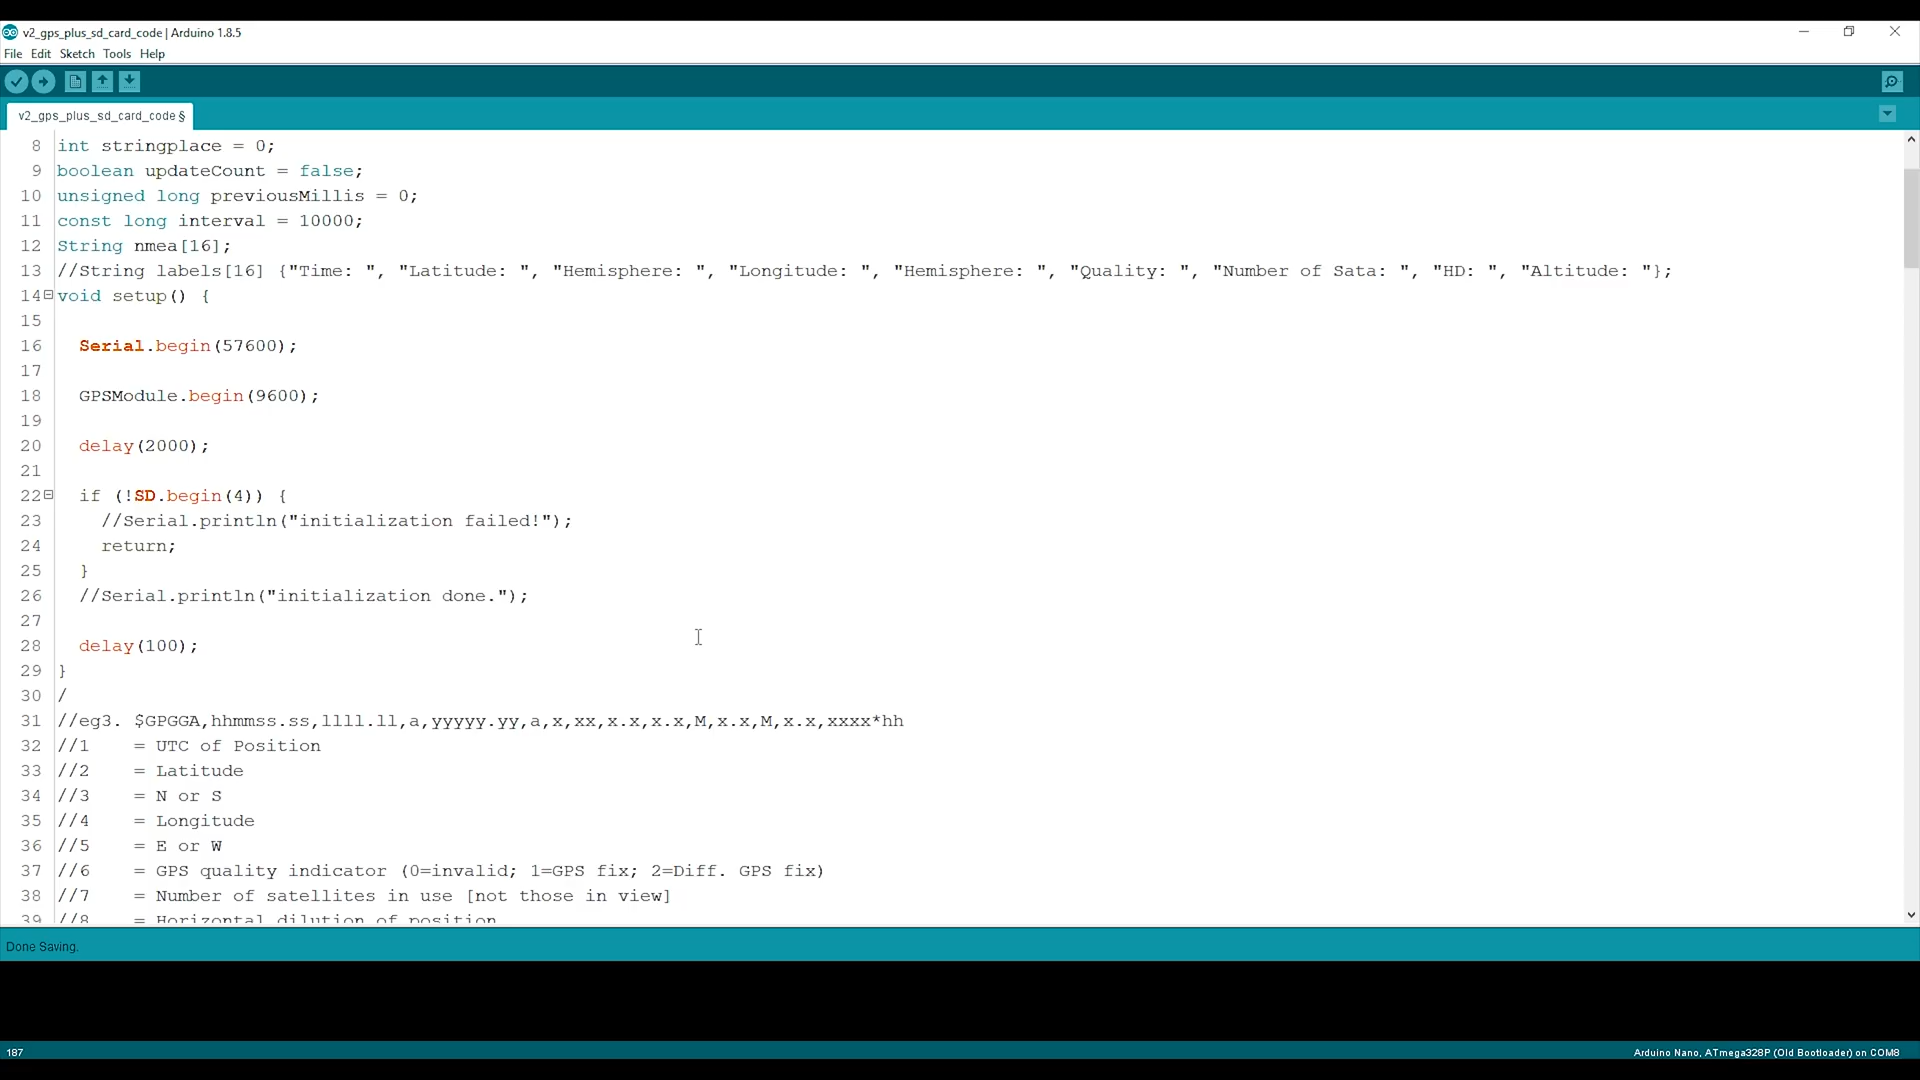 v2_gps_plus_sd_card_code | Arduino 1.8.5
File Edit Sketch Tools Help
v2_gps_plus_sd_card_code §
8 int stringplace = 0;
9 boolean updateCount = false;
10 unsigned long previousMillis = 0;
11 const long interval = 10000;
12 String nmea[16];
13 //String labels[16] {"Time: ", "Latitude: ", "Hemisphere: ", "Longitude: ", "Hemisphere: ", "Quality: ", "Number of Sata: ", "HD: ", "Altitude: "};
14 void setup() {
15
16 Serial.begin(57600);
17
18 GPSModule.begin(9600);
19
20 delay(2000);
21
22 if (!SD.begin(4)) {
23 //Serial.println("initialization failed!");
24 return;
25 }
26 //Serial.println("initialization done.");
27
28 delay(100);
29 }
30 /
31 //eg3. $GPGGA,hhmmss.ss,llll.ll,a,yyyyy.yy,a,x,xx,x.x,x.x,M,x.x,M,x.x,xxxx*hh
32 //1 = UTC of Position
33 //2 = Latitude
34 //3 = N or S
35 //4 = Longitude
36 //5 = E or W
37 //6 = GPS quality indicator (0=invalid; 1=GPS fix; 2=Diff. GPS fix)
38 //7 = Number of satellites in use [not those in view]
39 //8 = Horizontal dilution of position
Done Saving.
187
Arduino Nano, ATmega328P (Old Bootloader) on COM8